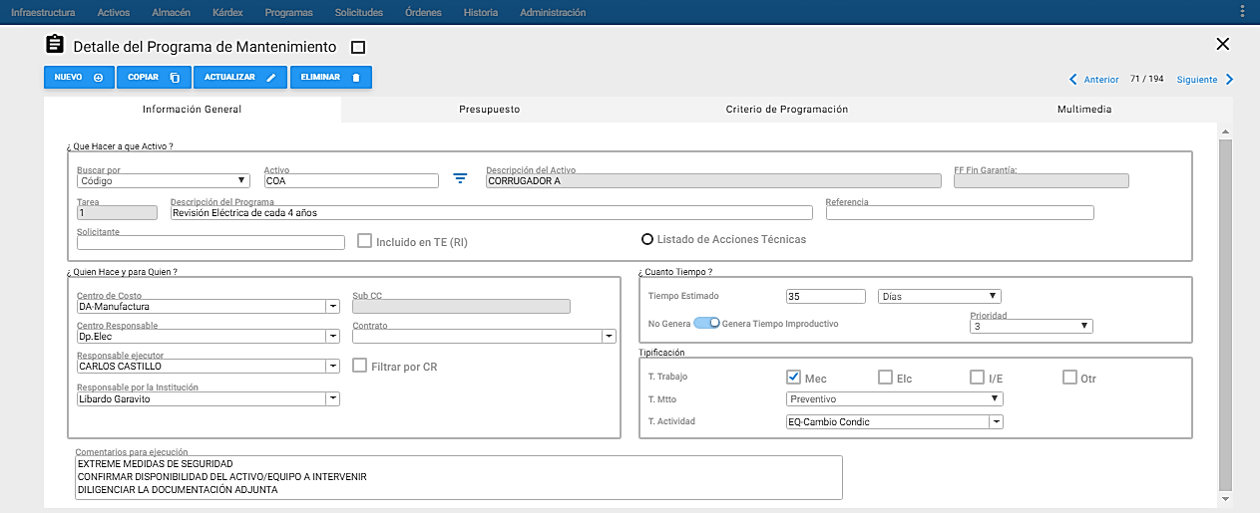 Infraestructura Activos Almacén Kárdex Programas Solicitudes Órdenes Historia Administración
Detalle del Programa de Mantenimiento
NUEVO COPIAR ACTUALIZAR ELIMINAR
Anterior 71 / 194 Siguiente
Información General Presupuesto Criterio de Programación Multimedia
¿ Que Hacer a que Activo ?
Buscar por Activo Descripción del Activo FF Fin Garantía:
Código COA CORRUGADOR A
Tarea Descripción del Programa Referencia
1 Revisión Eléctrica de cada 4 años
Solicitante
Incluido en TE (RI) Listado de Acciones Técnicas
¿ Quien Hace y para Quien ?
Centro de Costo Sub CC
DA-Manufactura
Centro Responsable Contrato
Dp.Elec
Responsable ejecutor
CARLOS CASTILLO Filtrar por CR
Responsable por la Institución
Libardo Garavito
¿ Cuanto Tiempo ?
Tiempo Estimado 35 Días
No Genera Genera Tiempo Improductivo
Prioridad
3
Tipificación
T. Trabajo Mec Elc I/E Otr
T. Mtto Preventivo
T. Actividad EQ-Cambio Condic
Comentarios para ejecución
EXTREME MEDIDAS DE SEGURIDAD
CONFIRMAR DISPONIBILIDAD DEL ACTIVO/EQUIPO A INTERVENIR
DILIGENCIAR LA DOCUMENTACIÓN ADJUNTA